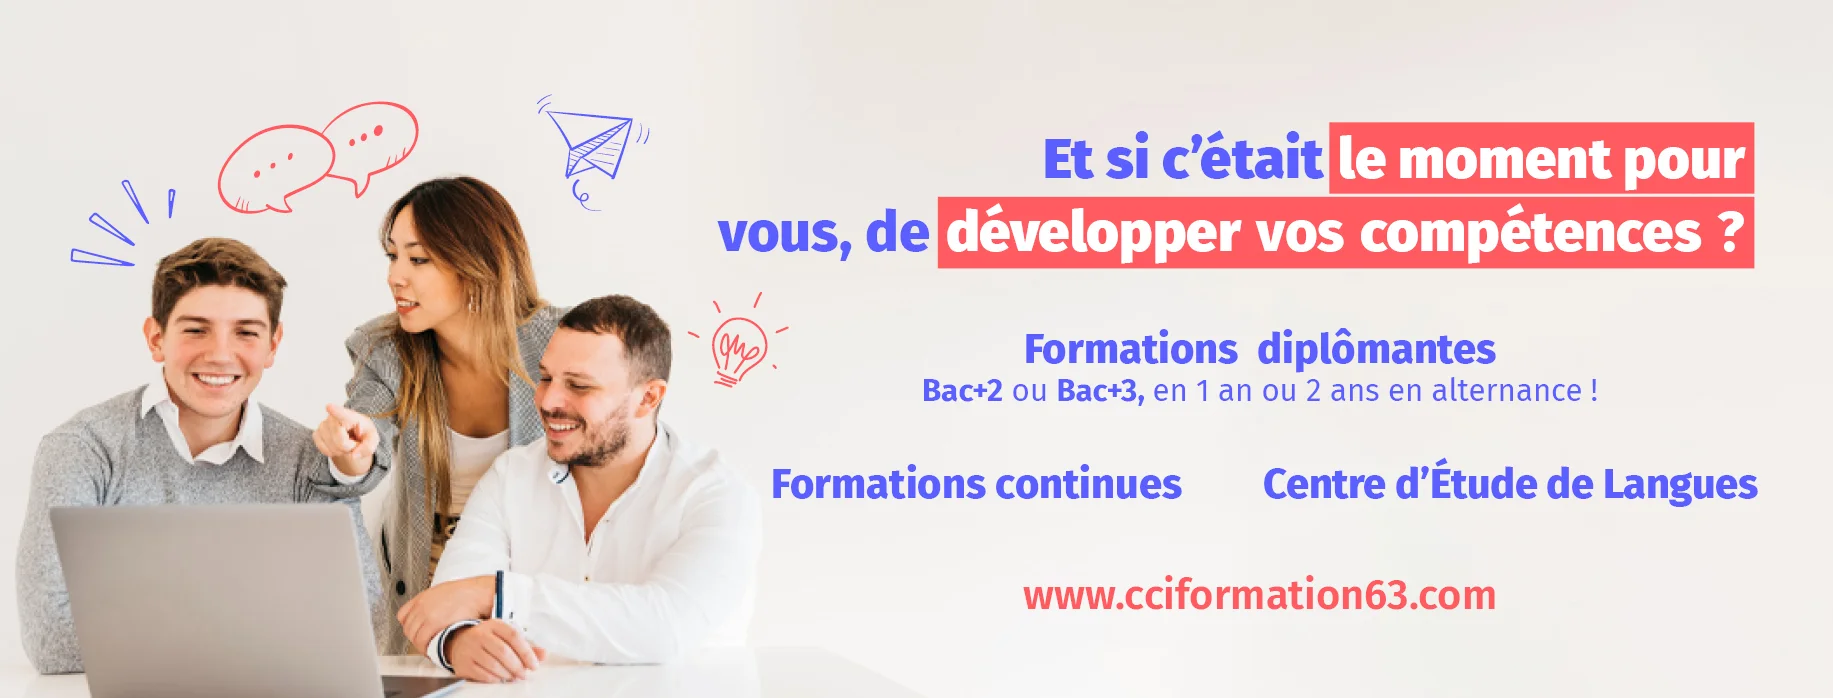 Et si c'était le moment pour
vous, de développer vos compétences ?
Formations diplômantes
Bac+2 ou Bac+3, en 1 an ou 2 ans en alternance !
Formations continues
Centre d'Étude de Langues
www.cciformation63.com